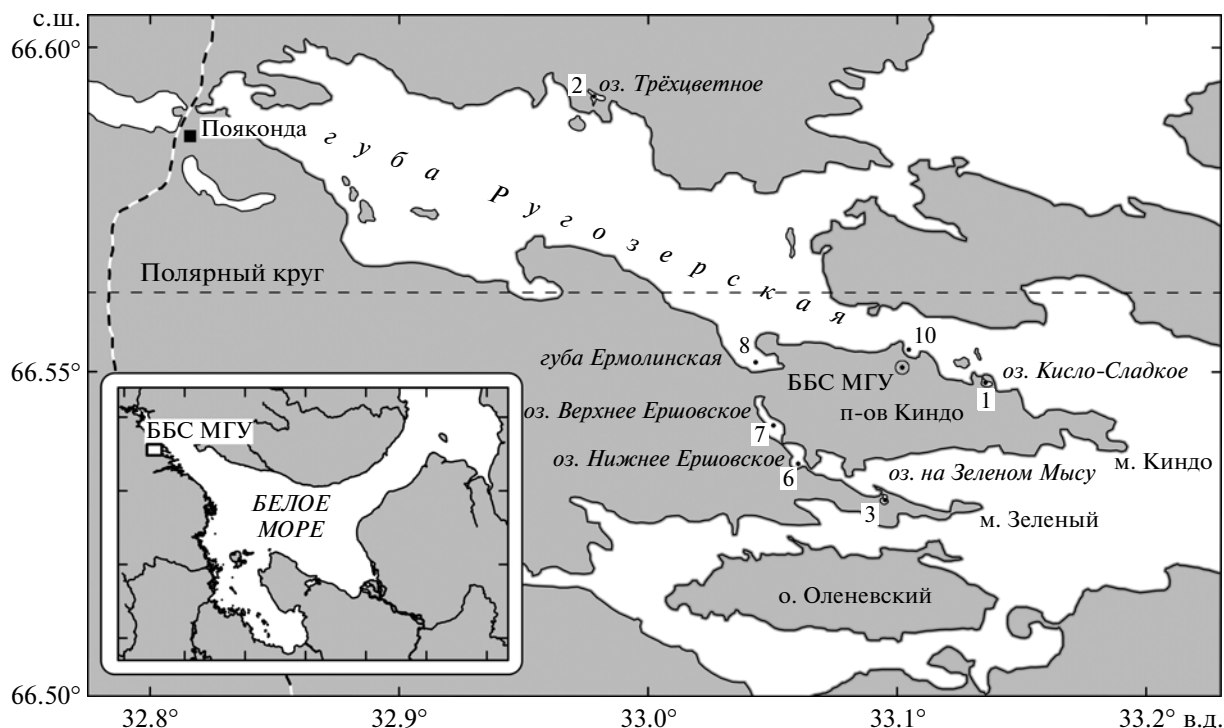 с.ш.
66.60°
2
оз. Трёхцветное
Пояконда
губа Ругозерская
Полярный круг
10
8
губа Ермолинская
66.55°
оз. Кисло-Сладкое
ББС МГУ
1
п-ов Киндо
оз. Верхнее Ершовское
7
ББС МГУ
оз. Нижнее Ершовское
м. Киндо
6
оз. на Зеленом Мысу
3
м. Зеленый
БЕЛОЕ
МОРЕ
о. Оленевский
66.50°
32.8°
32.9°
33.0°
33.1°
33.2° в.д.